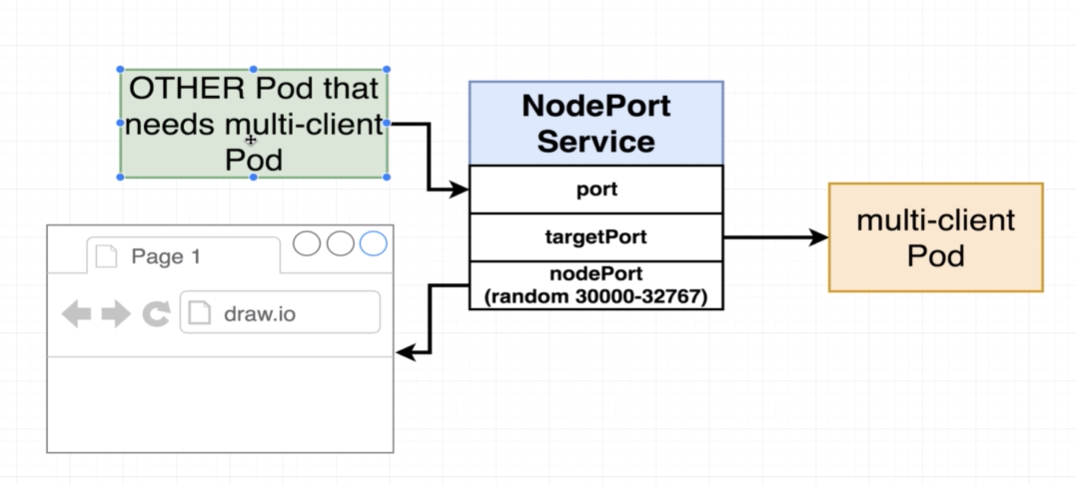 OTHER Pod that
needs multi-client
Pod
NodePort
Service
port
targetPort
nodePort
(random 30000-32767)
multi-client
Pod
Page 1
draw.io